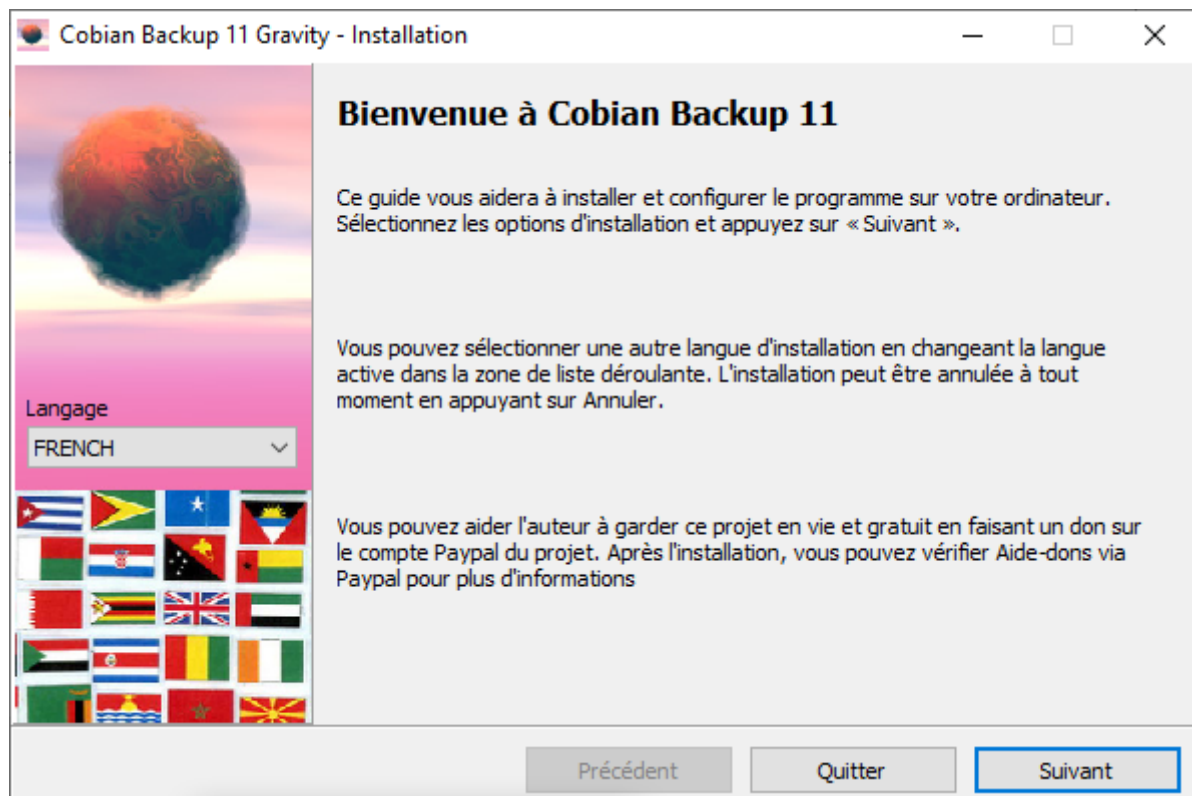 Cobian Backup 11 Gravity - Installation
Bienvenue à Cobian Backup 11
Ce guide vous aidera à installer et configurer le programme sur votre ordinateur.
Sélectionnez les options d'installation et appuyez sur « Suivant ».
Vous pouvez sélectionner une autre langue d'installation en changeant la langue
active dans la zone de liste déroulante. L'installation peut être annulée à tout
moment en appuyant sur Annuler.
Langage
FRENCH
Vous pouvez aider l'auteur à garder ce projet en vie et gratuit en faisant un don sur
le compte Paypal du projet. Après l'installation, vous pouvez vérifier Aide-dons via
Paypal pour plus d'informations
Précédent
Quitter
Suivant